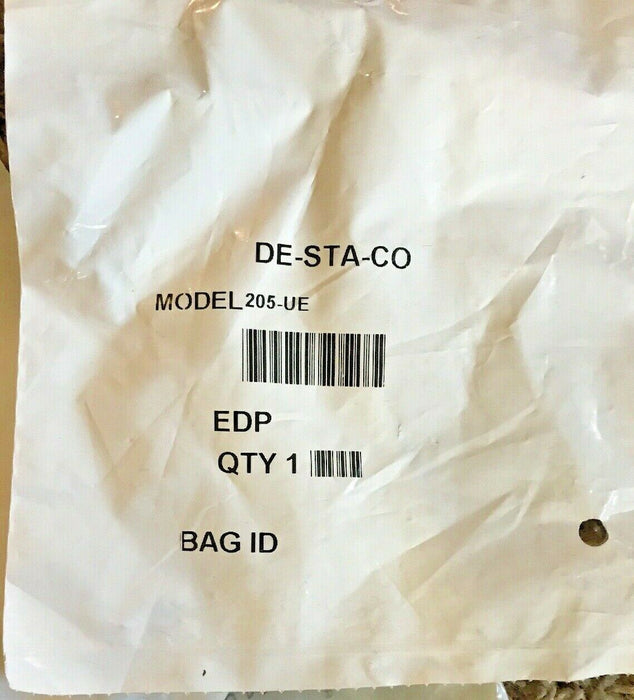 DE-STA-CO
MODEL 205-UE
EDP
QTY 1
BAG ID